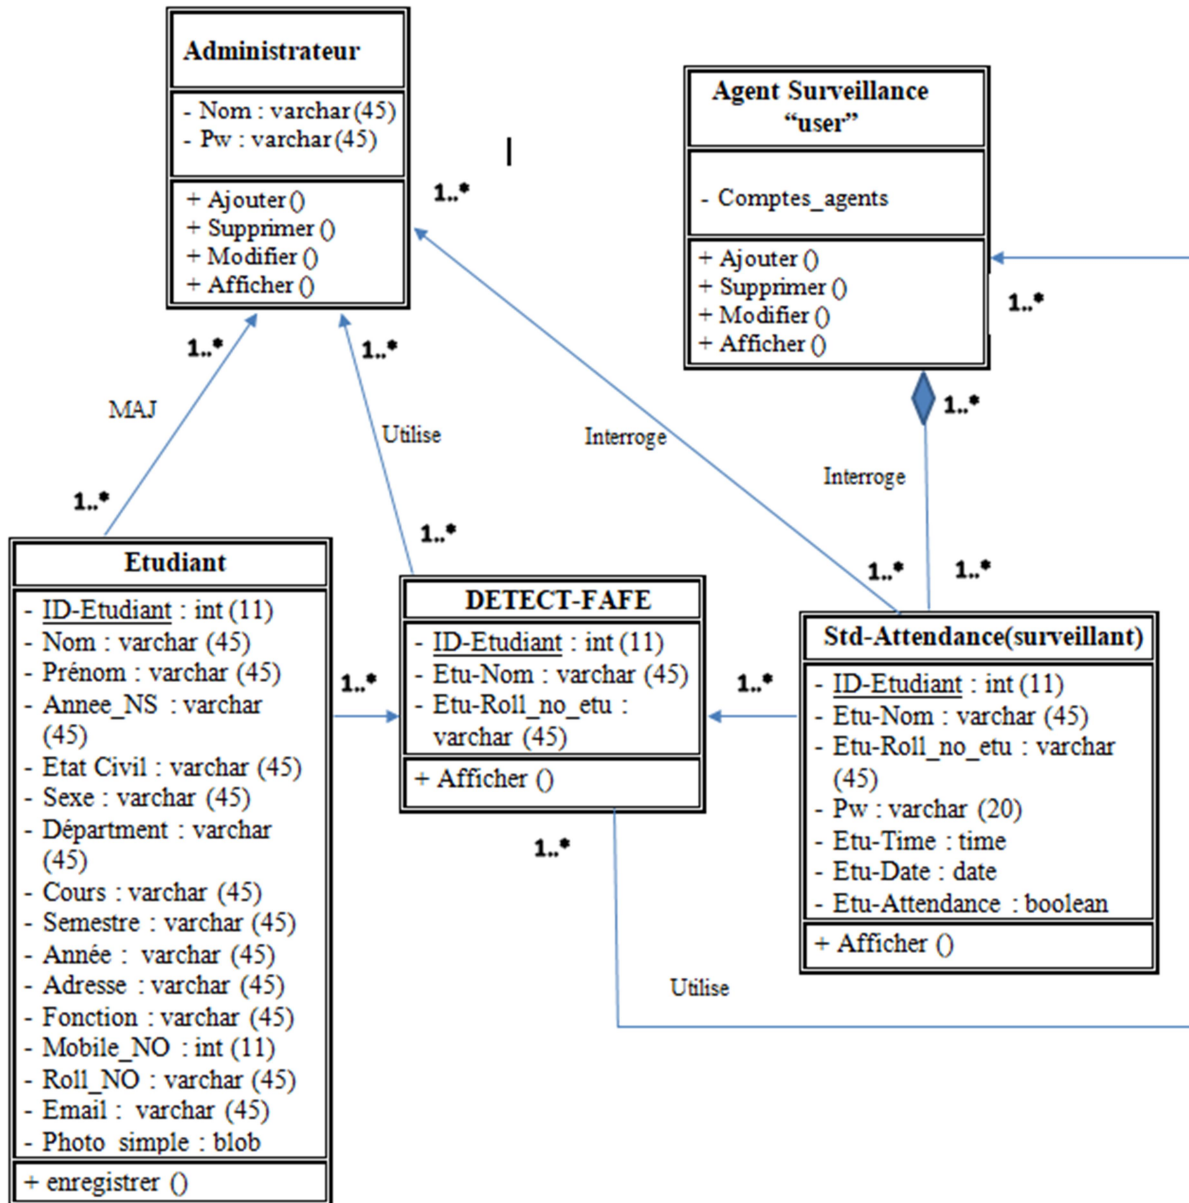 Administrateur
- Nom : varchar (45)
- Pw : varchar (45)
+ Ajouter ()
+ Supprimer ()
+ Modifier ()
+ Afficher ()
Agent Surveillance
“user”
- Comptes_agents
+ Ajouter ()
+ Supprimer ()
+ Modifier ()
+ Afficher ()
1..*
1..*
1..*
1..*
1..*
MAJ
Utilise
Interroge
Interroge
1..*
1..*
1..*
1..*
Etudiant
- ID-Etudiant : int (11)
- Nom : varchar (45)
- Prénom : varchar (45)
- Annee_NS : varchar
(45)
- Etat Civil : varchar (45)
- Sexe : varchar (45)
- Départment : varchar
(45)
- Cours : varchar (45)
- Semestre : varchar (45)
- Année : varchar (45)
- Adresse : varchar (45)
- Fonction : varchar (45)
- Mobile_NO : int (11)
- Roll_NO : varchar (45)
- Email : varchar (45)
- Photo_simple : blob
+ enregistrer ()
1..*
DETECT-FAFE
- ID-Etudiant : int (11)
- Etu-Nom : varchar (45)
- Etu-Roll_no_etu :
varchar (45)
+ Afficher ()
1..*
1..*
Utilise
Std-Attendance(surveillant)
- ID-Etudiant : int (11)
- Etu-Nom : varchar (45)
- Etu-Roll_no_etu : varchar
(45)
- Pw : varchar (20)
- Etu-Time : time
- Etu-Date : date
- Etu-Attendance : boolean
+ Afficher ()